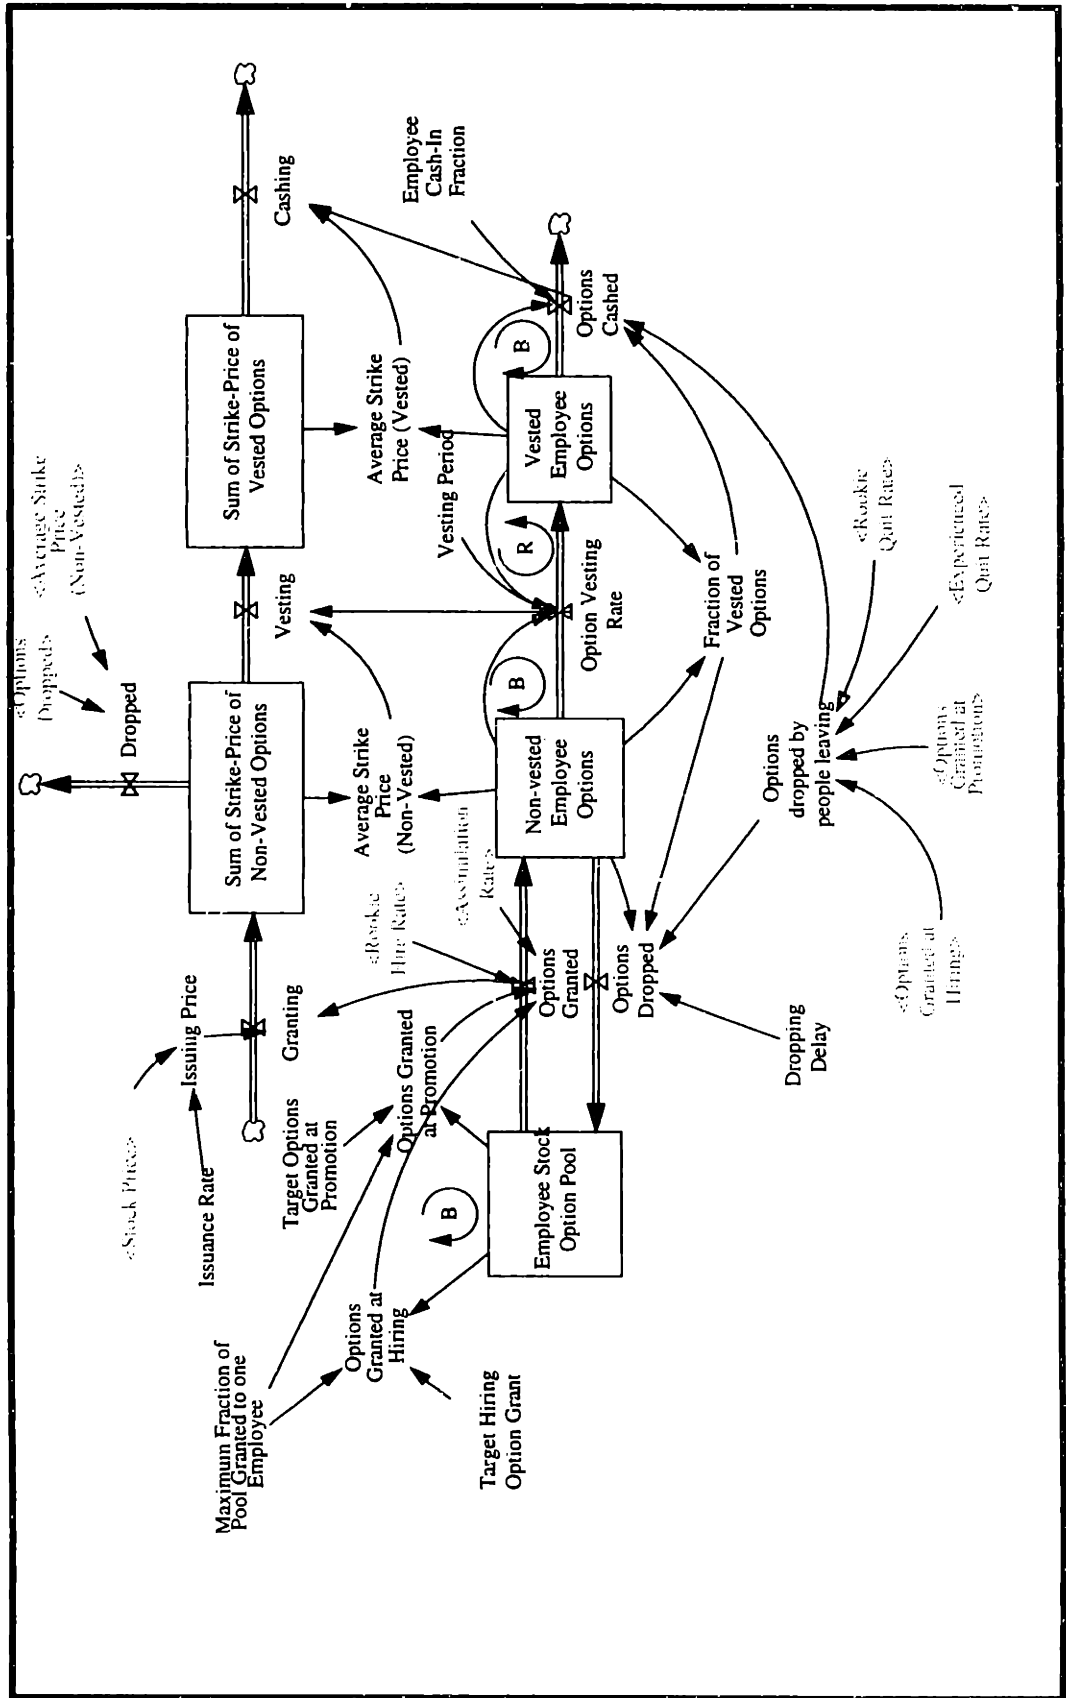 <Options
Dropped>
<Average Strike
Price
(Non-Vested)>
Dropped
<Stock Price>
Issuing Price
Issuance Rate
Granting
Sum of Strike-Price of
Non-Vested Options
Vesting
Sum of Strike-Price of
Vested Options
Cashing
Maximum Fraction of
Pool Granted to one
Employee
Target Options
Granted at
Promotion
Options Granted
at Promotion
<Rookie
Hire Rate>
<Assimilation
Rate>
Average Strike
Price
(Non-Vested)
Average Strike
Price (Vested)
Vesting Period
Employee
Cash-In
Fraction
Options
Granted at
Hiring
Target Hiring
Option Grant
B
Employee Stock
Option Pool
Options
Granted
Options
Dropped
Non-vested
Employee
Options
B
R
Option Vesting
Rate
Vested
Employee
Options
B
Options
Cashed
Fraction of
Vested
Options
Dropping
Delay
Options
dropped by
people leaving
<Options
Granted at
Hiring>
<Options
Granted at
Promotion>
<Rookie
Quit Rate>
<Experienced
Quit Rate>